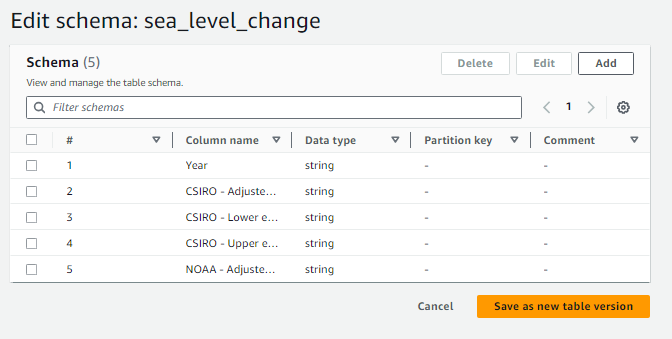 Edit schema: sea_level_change
Schema (5)
Delete
Edit
Add
View and manage the table schema.
Filter schemas
1
# Column name Data type Partition key Comment
1 Year string - -
2 CSIRO - Adjuste... string - -
3 CSIRO - Lower e... string - -
4 CSIRO - Upper e... string - -
5 NOAA - Adjuste... string - -
Cancel
Save as new table version